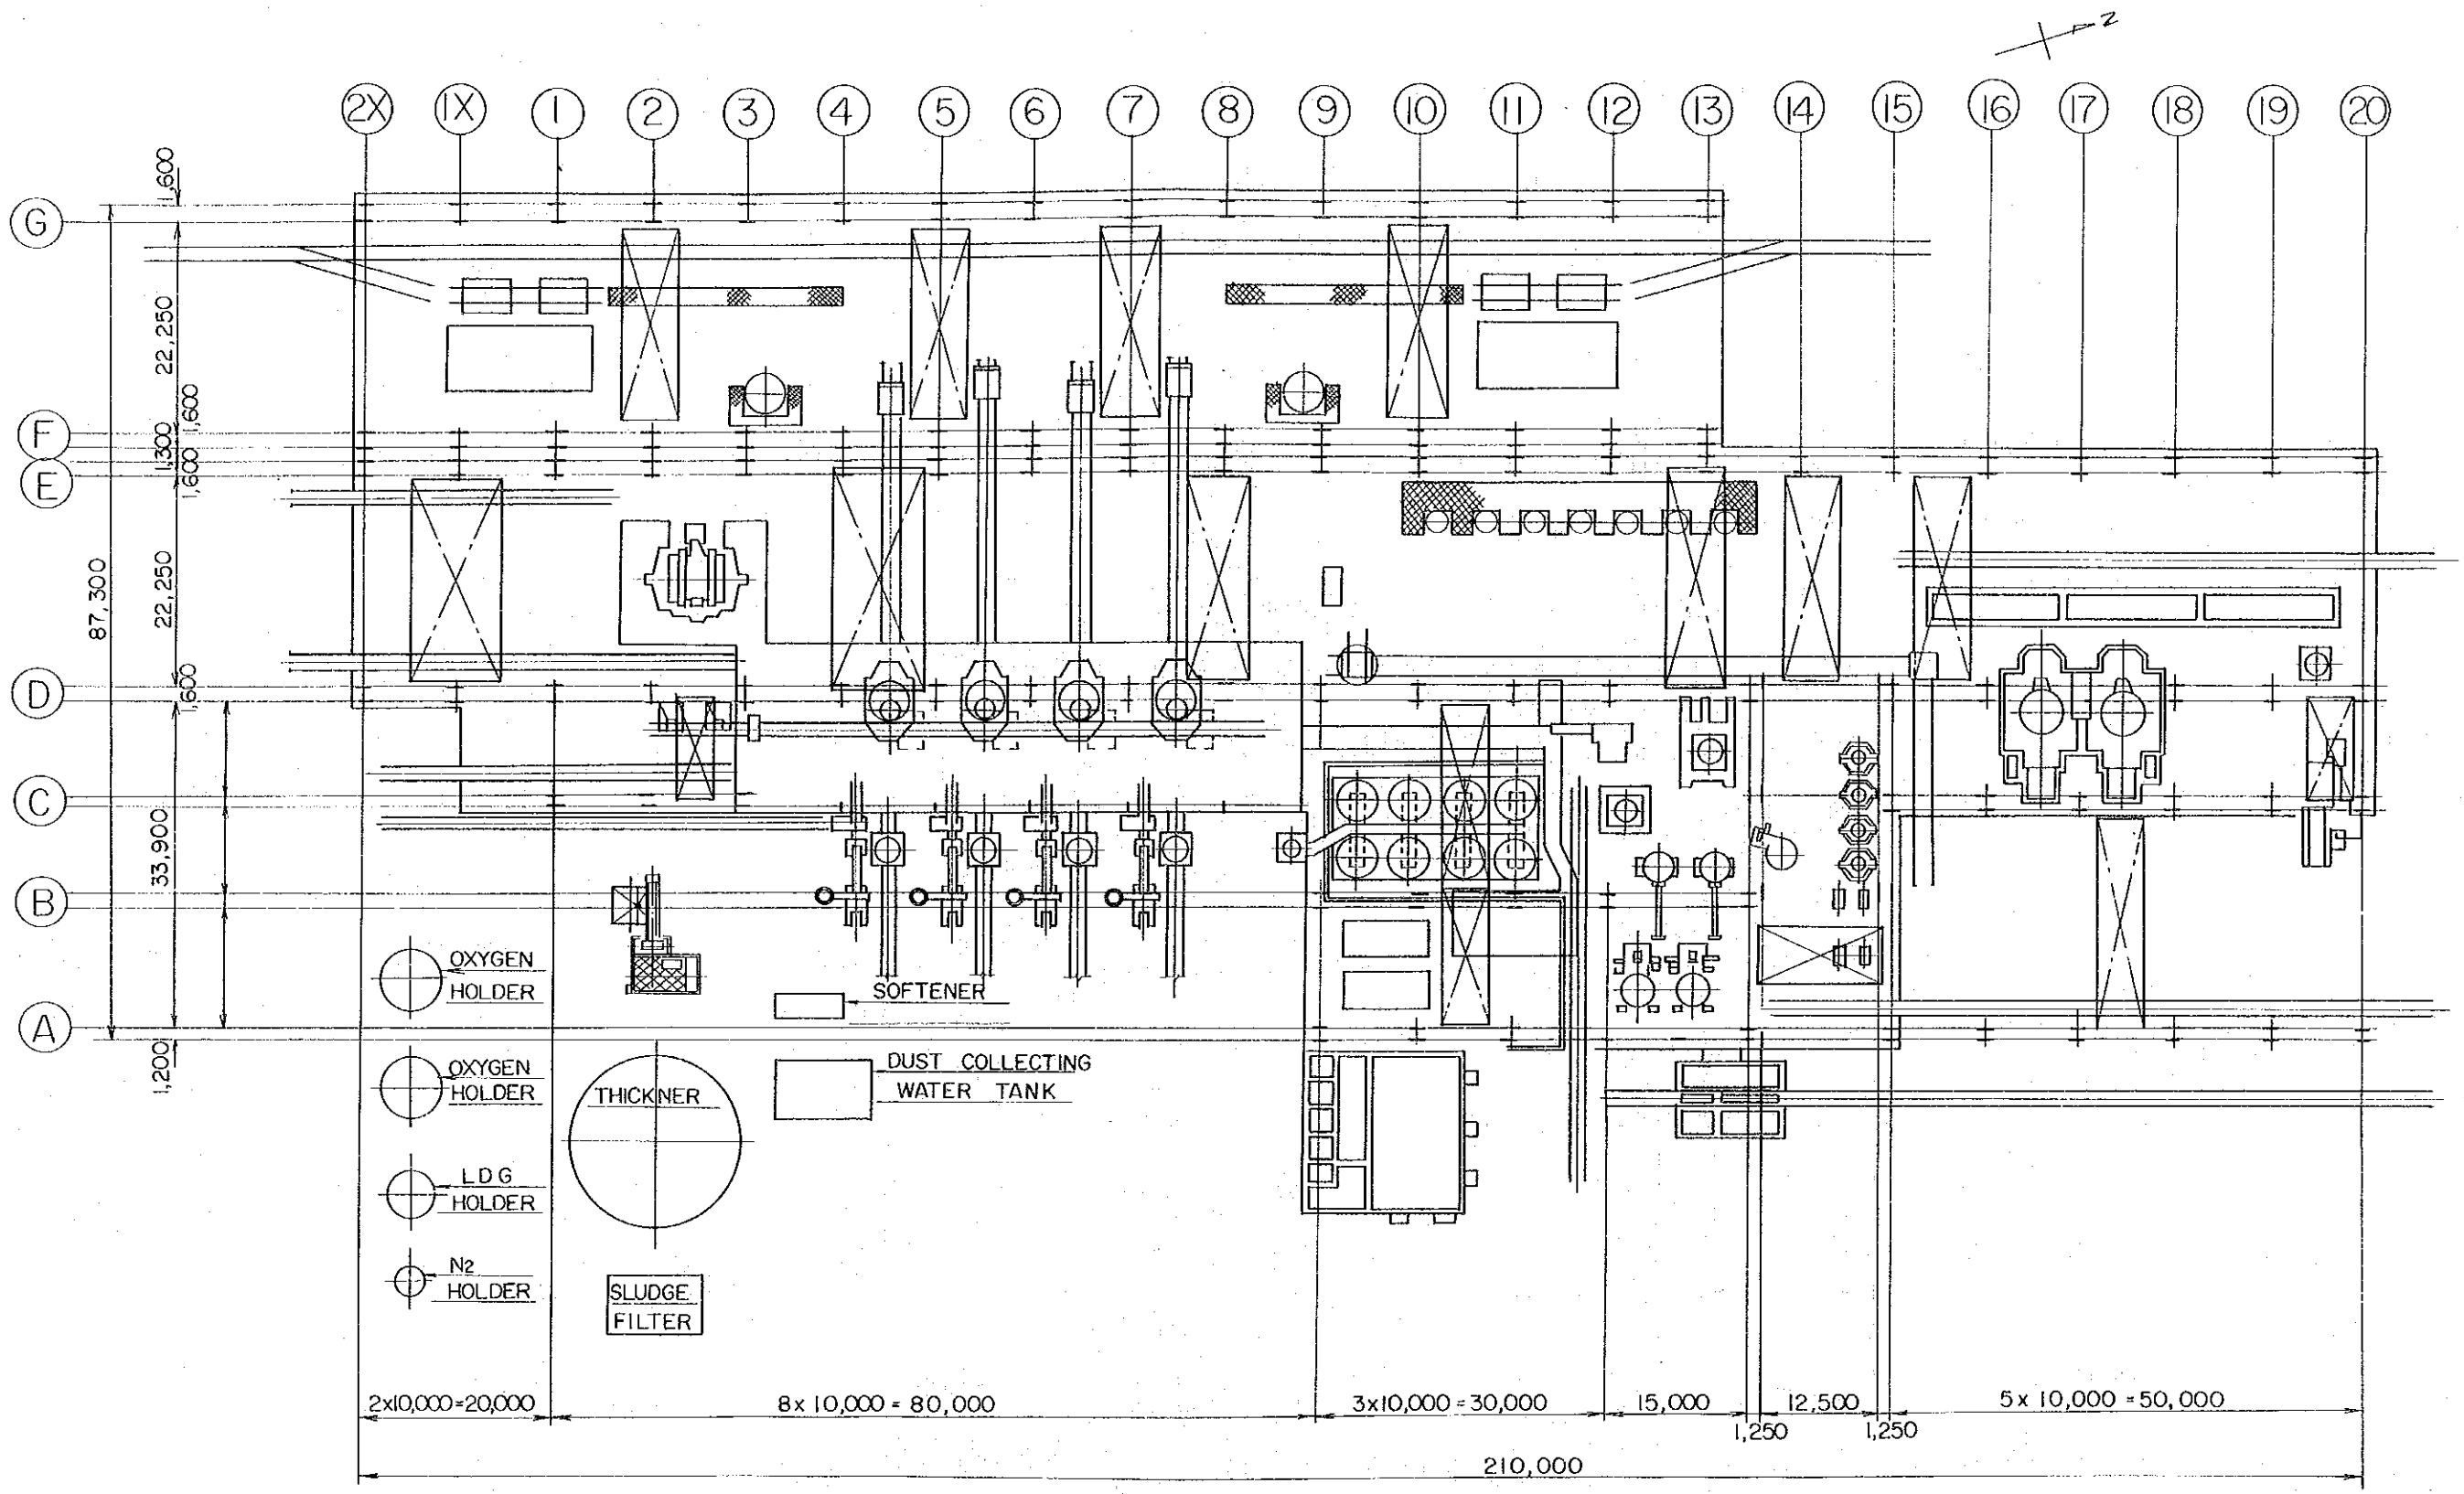 N
2X 1X 1 2 3 4 5 6 7 8 9 10 11 12 13 14 15 16 17 18 19 20
G
F
E
D
C
B
A
1,600
22,250
1,600
1,300
1,600
22,250
1,600
87,300
33,900
1,200
OXYGEN
HOLDER
OXYGEN
HOLDER
LDG
HOLDER
N2
HOLDER
THICKNER
SLUDGE
FILTER
SOFTENER
DUST COLLECTING
WATER TANK
2x10,000=20,000
8x10,000=80,000
3x10,000=30,000
15,000
1,250
12,500
1,250
5x10,000=50,000
210,000